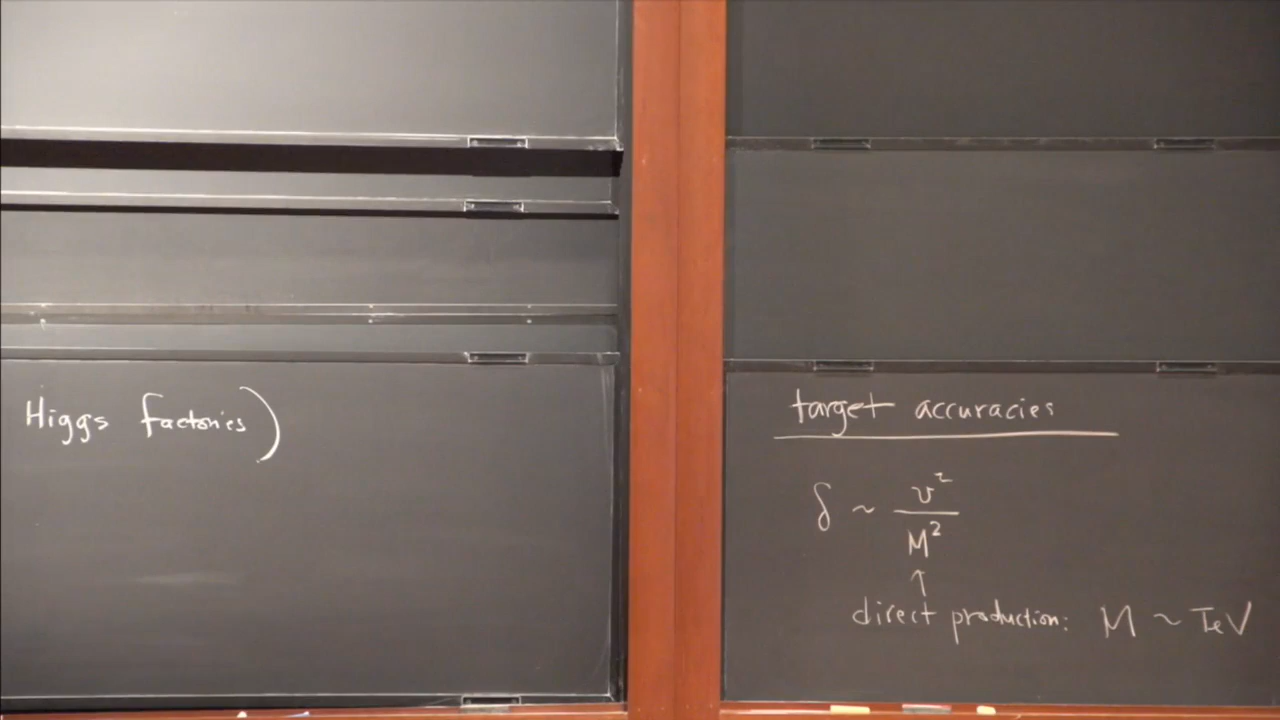 Higgs factories)
target accuracies
δ ~ v²/M²
↑
direct production: M ~ TeV